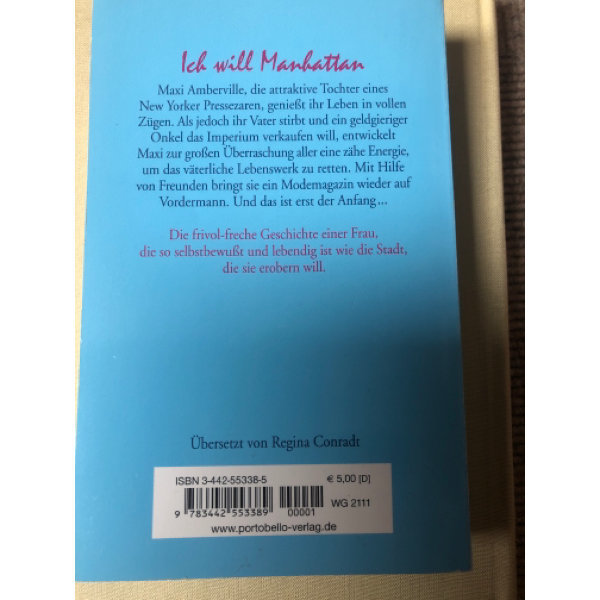 Ich will Manhattan
Maxi Amberville, die attraktive Tochter eines
New Yorker Pressezaren, genießt ihr Leben in vollen
Zügen. Als jedoch ihr Vater stirbt und ein geldgieriger
Onkel das Imperium verkaufen will, entwickelt
Maxi zur großen Überraschung aller eine zähe Energie,
um das väterliche Lebenswerk zu retten. Mit Hilfe
von Freunden bringt sie ein Modemagazin wieder auf
Vordermann. Und das ist erst der Anfang...
Die frivol-freche Geschichte einer Frau,
die so selbstbewußt und lebendig ist wie die Stadt,
die sie erobern will.
Übersetzt von Regina Conradt
ISBN 3-442-55338-5 € 5,00 [D]
WG 2111
9 783442 553389 00001
www.portobello-verlag.de